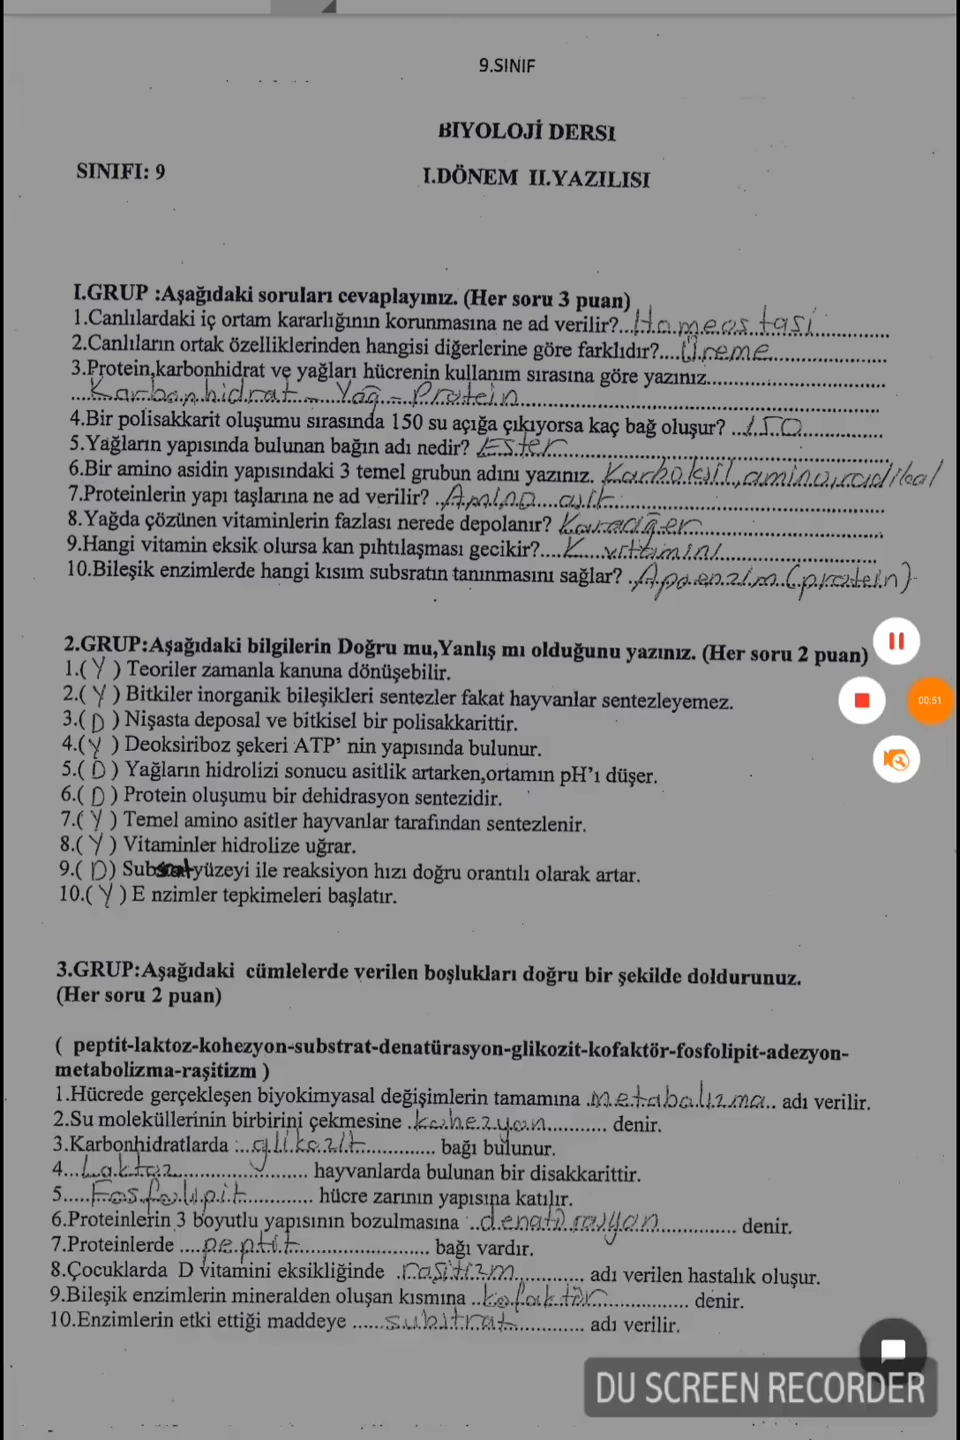 9.SINIF
BİYOLOJİ DERSI
SINIFI: 9
I.DÖNEM II.YAZILISI
I.GRUP :Aşağıdaki soruları cevaplayınız. (Her soru 3 puan)
1.Canlılardaki iç ortam kararlığının korunmasına ne ad verilir?...Homeostasi............
2.Canlıların ortak özelliklerinden hangisi diğerlerine göre farklıdır?....Üreme...................
3.Protein,karbonhidrat ve yağları hücrenin kullanım sırasına göre yazınız................................
....Karbonhidrat - Yağ - Protein................................................................
4.Bir polisakkarit oluşumu sırasında 150 su açığa çıkıyorsa kaç bağ oluşur? ..150..............
5.Yağların yapısında bulunan bağın adı nedir? Ester.......................................................
6.Bir amino asidin yapısındaki 3 temel grubun adını yazınız. Karboksil,amino,radikal
7.Proteinlerin yapı taşlarına ne ad verilir? .Amino....asit..................................................
8.Yağda çözünen vitaminlerin fazlası nerede depolanır? Karaciğer................................
9.Hangi vitamin eksik olursa kan pıhtılaşması gecikir?....K....vitamini............................
10.Bileşik enzimlerde hangi kısım subsratın tanınmasını sağlar? .Apoenzim.(protein)
2.GRUP:Aşağıdaki bilgilerin Doğru mu,Yanlış mı olduğunu yazınız. (Her soru 2 puan)
1.(Y ) Teoriler zamanla kanuna dönüşebilir.
2.( Y ) Bitkiler inorganik bileşikleri sentezler fakat hayvanlar sentezleyemez.
3.( D ) Nişasta deposal ve bitkisel bir polisakkarittir.
4.(Y ) Deoksiriboz şekeri ATP' nin yapısında bulunur.
5.( D ) Yağların hidrolizi sonucu asitlik artarken,ortamın pH'ı düşer.
6.( D ) Protein oluşumu bir dehidrasyon sentezidir.
7.( Y ) Temel amino asitler hayvanlar tarafından sentezlenir.
8.( Y ) Vitaminler hidrolize uğrar.
9.( D) Substrat yüzeyi ile reaksiyon hızı doğru orantılı olarak artar.
10.( Y ) E nzimler tepkimeleri başlatır.
3.GRUP:Aşağıdaki cümlelerde verilen boşlukları doğru bir şekilde doldurunuz.
(Her soru 2 puan)
( peptit-laktoz-kohezyon-substrat-denatürasyon-glikozit-kofaktör-fosfolipit-adezyon-
metabolizma-raşitizm )
1.Hücrede gerçekleşen biyokimyasal değişimlerin tamamına .metabolizma.. adı verilir.
2.Su moleküllerinin birbirini çekmesine .kohezyon........... denir.
3.Karbonhidratlarda :..glikozit............. bağı bulunur.
4...Laktoz........................ hayvanlarda bulunan bir disakkarittir.
5.....Fosfolipit............. hücre zarının yapısına katılır.
6.Proteinlerin 3 boyutlu yapısının bozulmasına ..denatürasyon.............. denir.
7.Proteinlerde ....peptit........................ bağı vardır.
8.Çocuklarda D vitamini eksikliğinde .raşitizm............ adı verilen hastalık oluşur.
9.Bileşik enzimlerin mineralden oluşan kısmına ..kofaktör............... denir.
10.Enzimlerin etki ettiği maddeye ......substrat.............. adı verilir.
00:51
DU SCREEN RECORDER